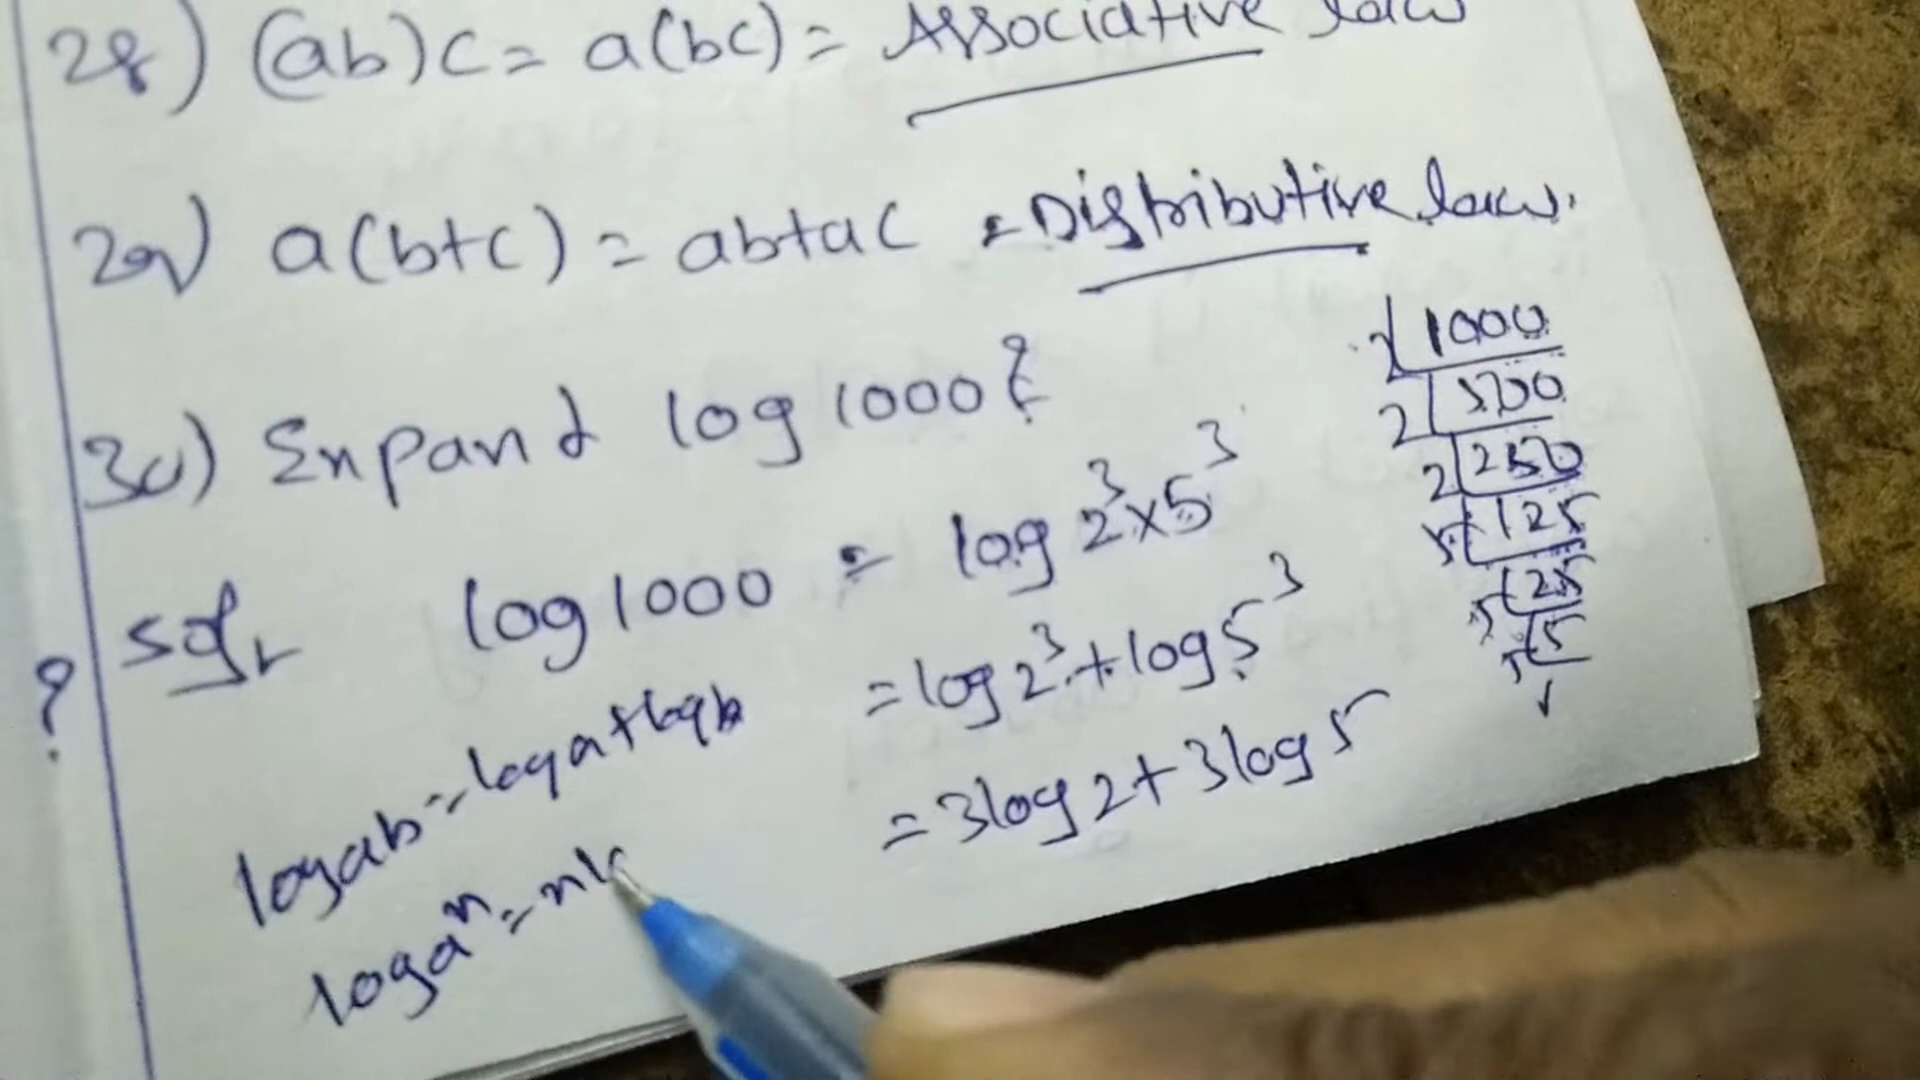 28) (ab)c = a(bc) = Associative law
29) a(b+c) = ab+ac = Distributive law.
30) Expand log 1000?
Sol, log 1000 = log 2³×5³
= log 2³ + log 5³
= 3log 2 + 3log 5
log ab = log a + log b
log aⁿ = n l
?
2 1000
2 500
2 250
5 125
5 25
5 5